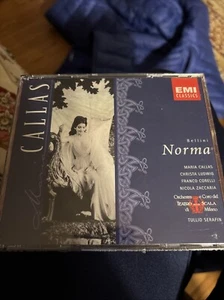 CALLAS
EMI
CLASSICS
Bellini
Norma
MARIA CALLAS
CHRISTA LUDWIG
FRANCO CORELLI
NICOLA ZACCARIA
Orchestra e Coro del
TEATRO alla SCALA
di Milano
TULLIO SERAFIN